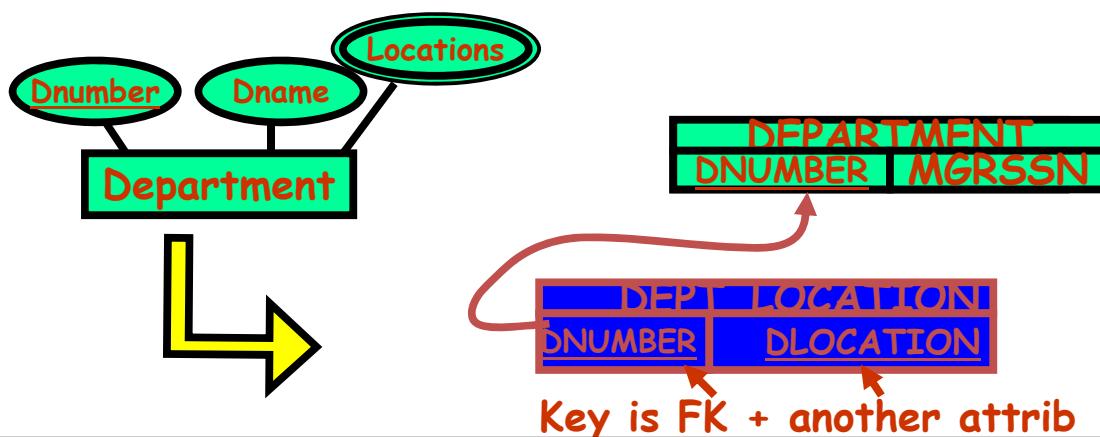 Locations
Dnumber
Dname
Department
DEPARTMENT
DNUMBER
MGRSSN
DEPT LOCATION
DNUMBER
DLOCATION
Key is FK + another attrib